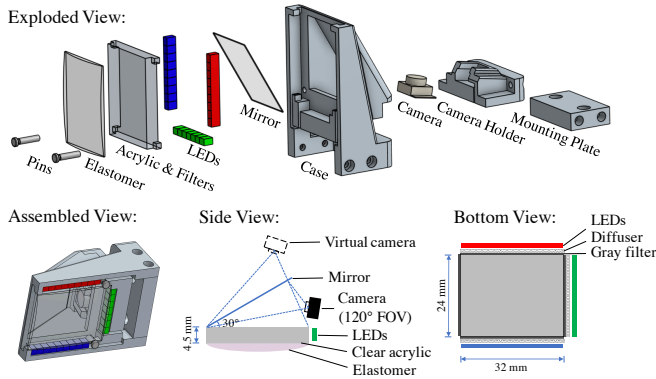 Exploded View:
Pins
Elastomer
Acrylic & Filters
LEDs
Mirror
Case
Camera
Camera Holder
Mounting Plate
Assembled View:
Side View:
Virtual camera
Mirror
Camera
(120° FOV)
LEDs
Clear acrylic
Elastomer
30°
4.5 mm
Bottom View:
LEDs
Diffuser
Gray filter
24 mm
32 mm